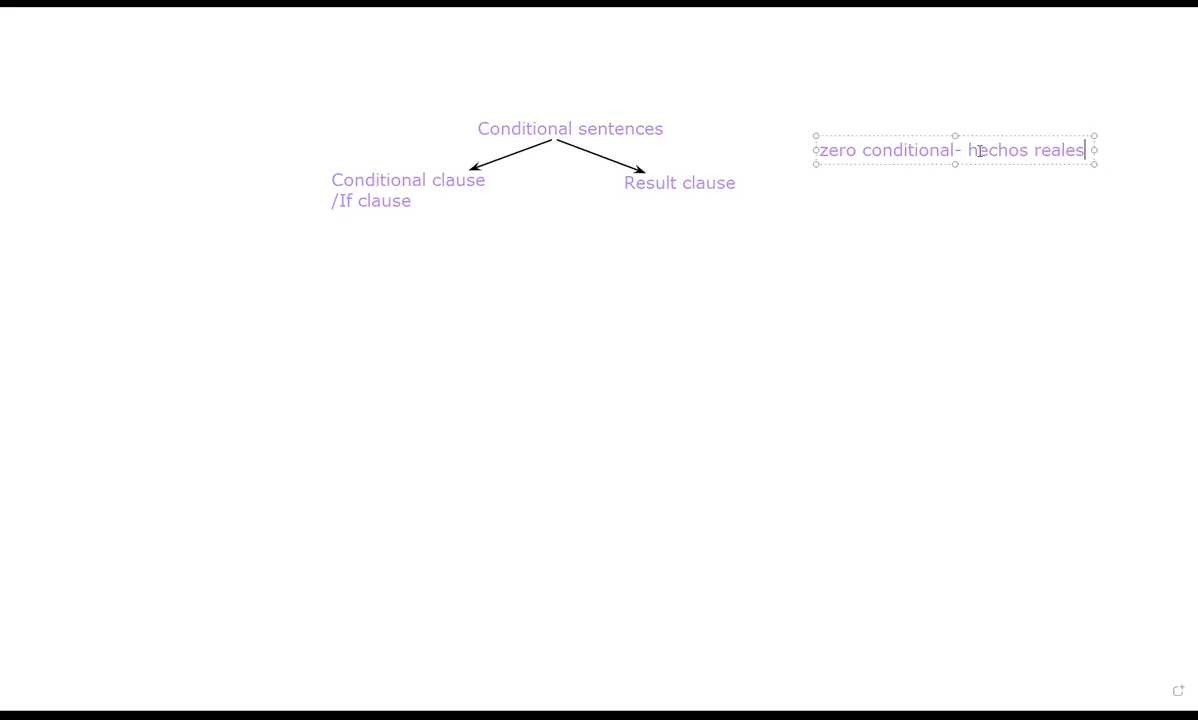 Conditional sentences
zero conditional- hechos reales
Conditional clause
/If clause
Result clause